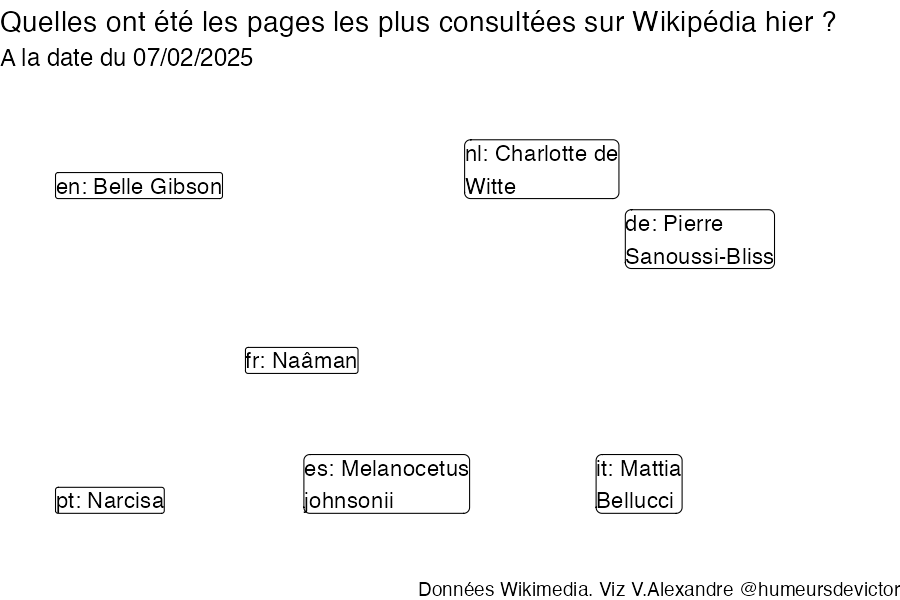 Quelles ont été les pages les plus consultées sur Wikipédia hier ?
A la date du 07/02/2025
nl: Charlotte de
Witte
en: Belle Gibson
de: Pierre
Sanoussi-Bliss
fr: Naâman
es: Melanocetus
johnsonii
it: Mattia
Bellucci
pt: Narcisa
Données Wikimedia. Viz V.Alexandre @humeursdevictor